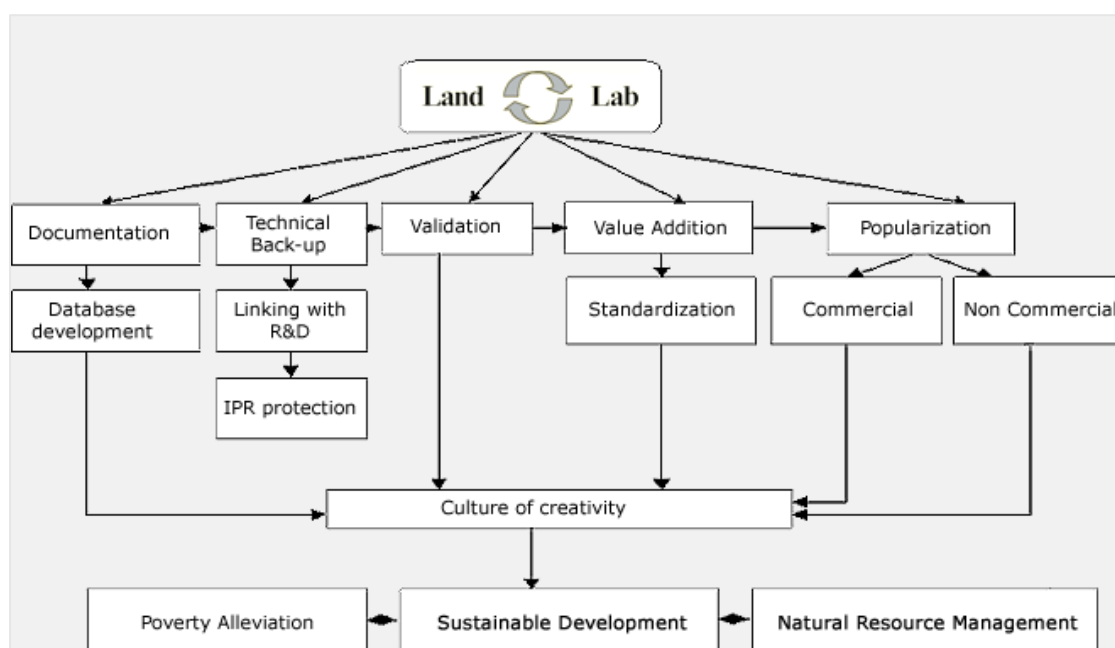 Land Lab
Documentation
Technical
Back-up
Validation
Value Addition
Popularization
Database
development
Linking with
R&D
Standardization
Commercial
Non Commercial
IPR protection
Culture of creativity
Poverty Alleviation
Sustainable Development
Natural Resource Management